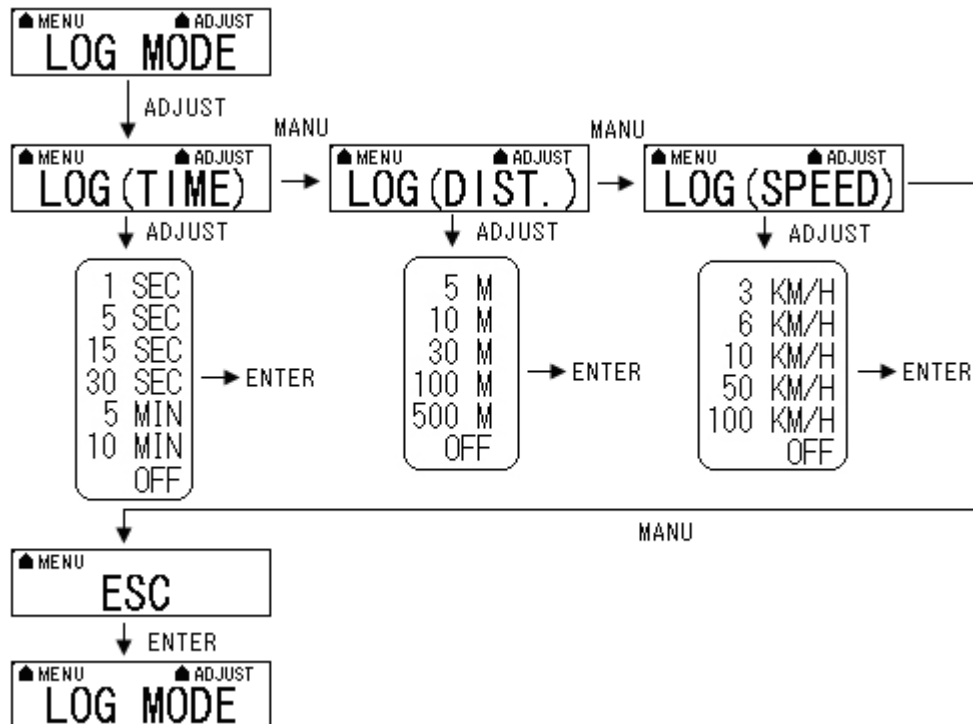 MENU ADJUST
LOG MODE
ADJUST
MANU MANU
MENU ADJUST
LOG(TIME)
MENU ADJUST
LOG(DIST.)
MENU ADJUST
LOG(SPEED)
ADJUST
ADJUST
ADJUST
1 SEC
5 SEC
15 SEC
30 SEC
5 MIN
10 MIN
OFF
ENTER
5 M
10 M
30 M
100 M
500 M
OFF
ENTER
3 KM/H
6 KM/H
10 KM/H
50 KM/H
100 KM/H
OFF
ENTER
MANU
MENU
ESC
ENTER
MENU ADJUST
LOG MODE